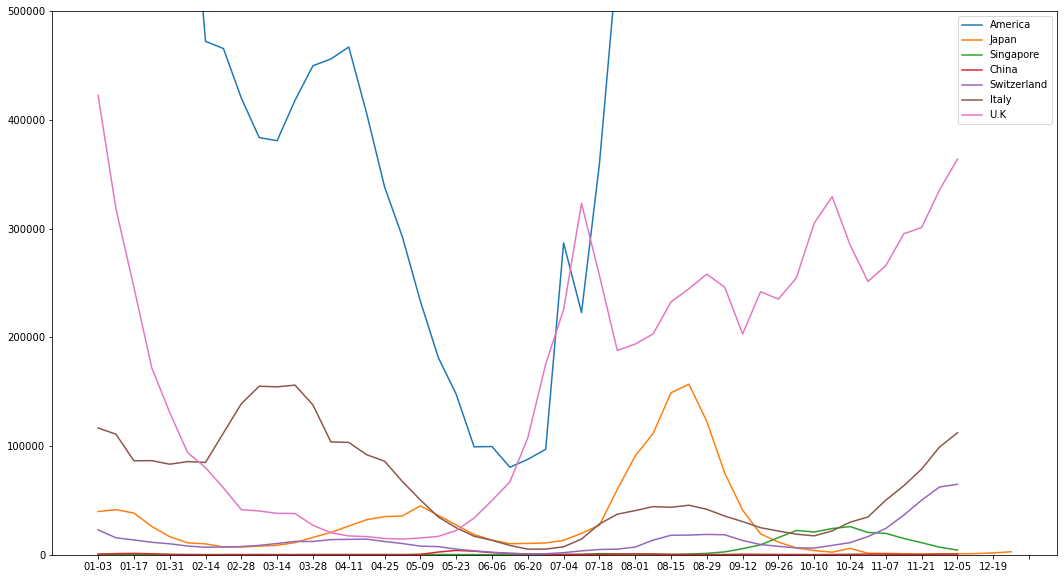 500000
400000
300000
200000
100000
0
America
Japan
Singapore
China
Switzerland
Italy
U.K
01-03 01-17 01-31 02-14 02-28 03-14 03-28 04-11 04-25 05-09 05-23 06-06 06-20 07-04 07-18 08-01 08-15 08-29 09-12 09-26 10-10 10-24 11-07 11-21 12-05 12-19